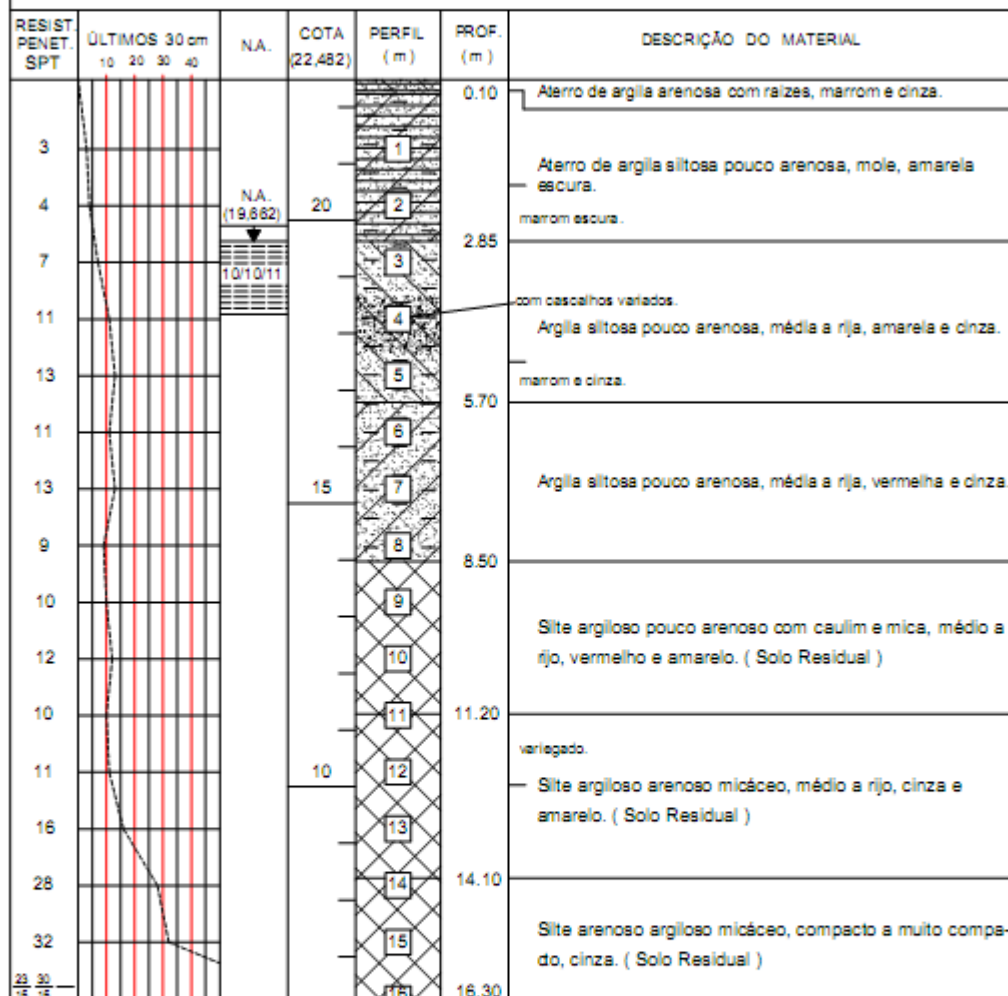 RESIST. PENET. SPT
ÚLTIMOS 30 cm
10 20 30 40
N.A.
COTA (22,482)
PERFIL (m)
PROF. (m)
DESCRIÇÃO DO MATERIAL
0.10 Aterro de argila arenosa com raízes, marrom e cinza.
3
1
Aterro de argila siltosa pouco arenosa, mole, amarela
escura.
4
N.A.
(19,662)
20
2
marrom escura.
2.85
7
10/10/11
3
com cascalhos variados.
11
4
Argila siltosa pouco arenosa, média a rija, amarela e cinza.
13
5
marrom e cinza.
5.70
11
6
13
15
7
Argila siltosa pouco arenosa, média a rija, vermelha e cinza
9
8
8.50
10
9
Silte argiloso pouco arenoso com caulim e mica, médio a
rijo, vermelho e amarelo. ( Solo Residual )
12
10
10
11
11.20
variegado.
11
10
12
Silte argiloso arenoso micáceo, médio a rijo, cinza e
amarelo. ( Solo Residual )
16
13
28
14
14.10
32
15
Silte arenoso argiloso micáceo, compacto a muito compa-
cto, cinza. ( Solo Residual )
23 30
16
16.30